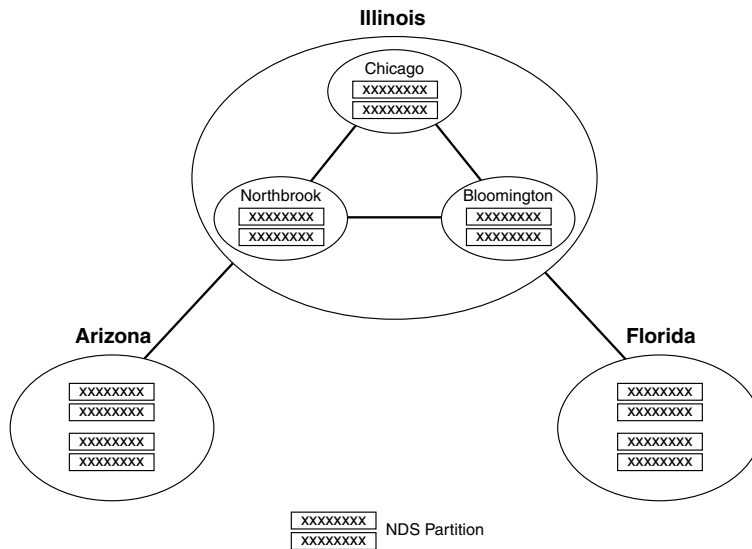 Illinois
Chicago
XXXXXXXX
XXXXXXXX
Northbrook
XXXXXXXX
XXXXXXXX
Bloomington
XXXXXXXX
XXXXXXXX
Arizona
XXXXXXXX
XXXXXXXX
XXXXXXXX
XXXXXXXX
Florida
XXXXXXXX
XXXXXXXX
XXXXXXXX
XXXXXXXX
XXXXXXXX
XXXXXXXX
NDS Partition